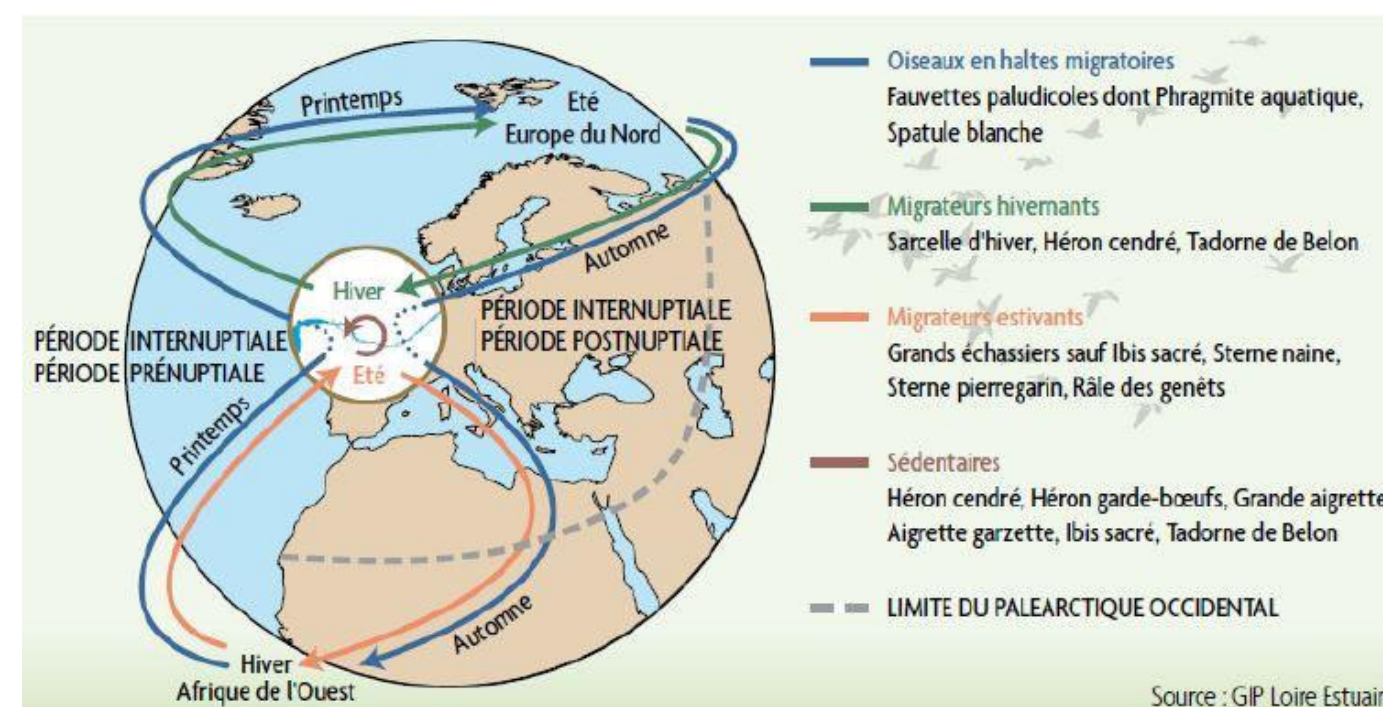 Printemps
Eté
Europe du Nord
Automne
Hiver
Eté
PÉRIODE INTERNUPTIALE
PÉRIODE PRÉNUPTIALE
PÉRIODE INTERNUPTIALE
PÉRIODE POSTNUPTIALE
Printemps
Automne
Hiver
Afrique de l'Ouest
Oiseaux en haltes migratoires
Fauvettes paludicoles dont Phragmite aquatique,
Spatule blanche
Migrateurs hivernants
Sarcelle d'hiver, Héron cendré, Tadorne de Belon
Migrateurs estivants
Grands échassiers sauf Ibis sacré, Sterne naine,
Sterne pierregarin, Râle des genêts
Sédentaires
Héron cendré, Héron garde-bœufs, Grande aigrette
Aigrette garzette, Ibis sacré, Tadorne de Belon
LIMITE DU PALEARCTIQUE OCCIDENTAL
Source : GIP Loire Estuair